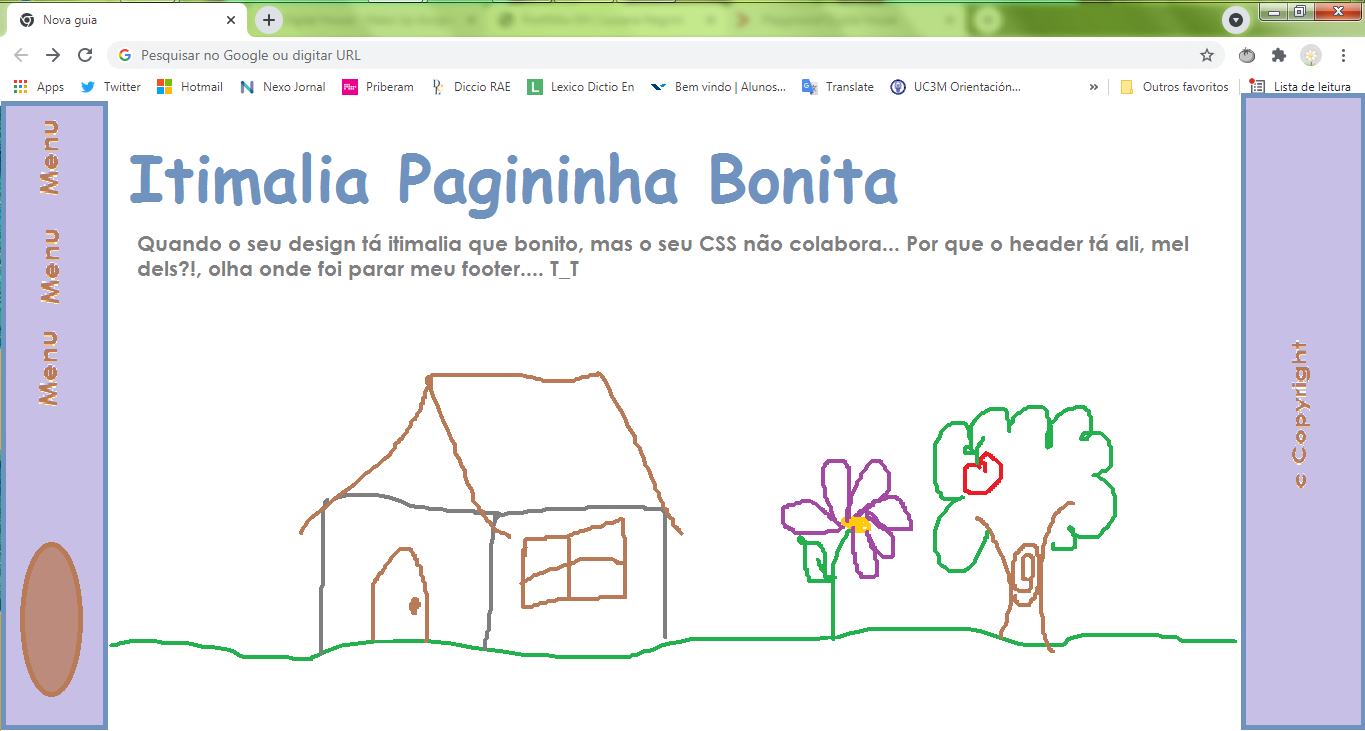 Nova guia
Pesquisar no Google ou digitar URL
Apps Twitter Hotmail Nexo Jornal Priberam Diccio RAE L Lexico Dictio En Bem vindo | Alunos... Translate UC3M Orientación... » Outros favoritos Lista de leitura
Menu
Menu
Menu
Itimalia Pagininha Bonita
Quando o seu design tá itimalia que bonito, mas o seu CSS não colabora... Por que o header tá ali, mel
dels?!, olha onde foi parar meu footer.... T_T
© Copyright